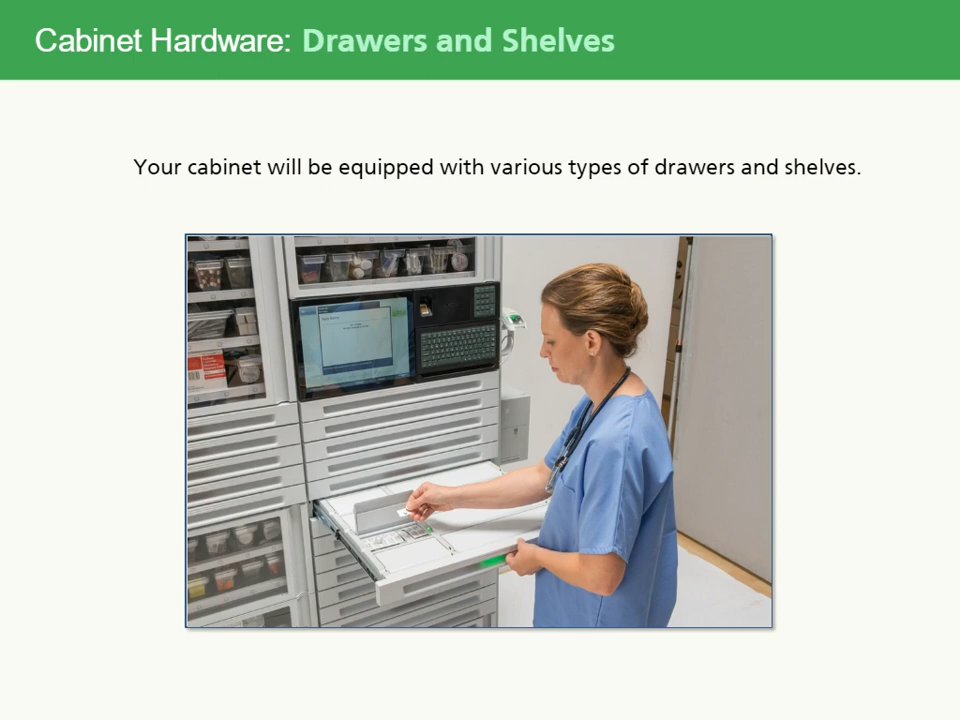 Cabinet Hardware: Drawers and Shelves
Your cabinet will be equipped with various types of drawers and shelves.